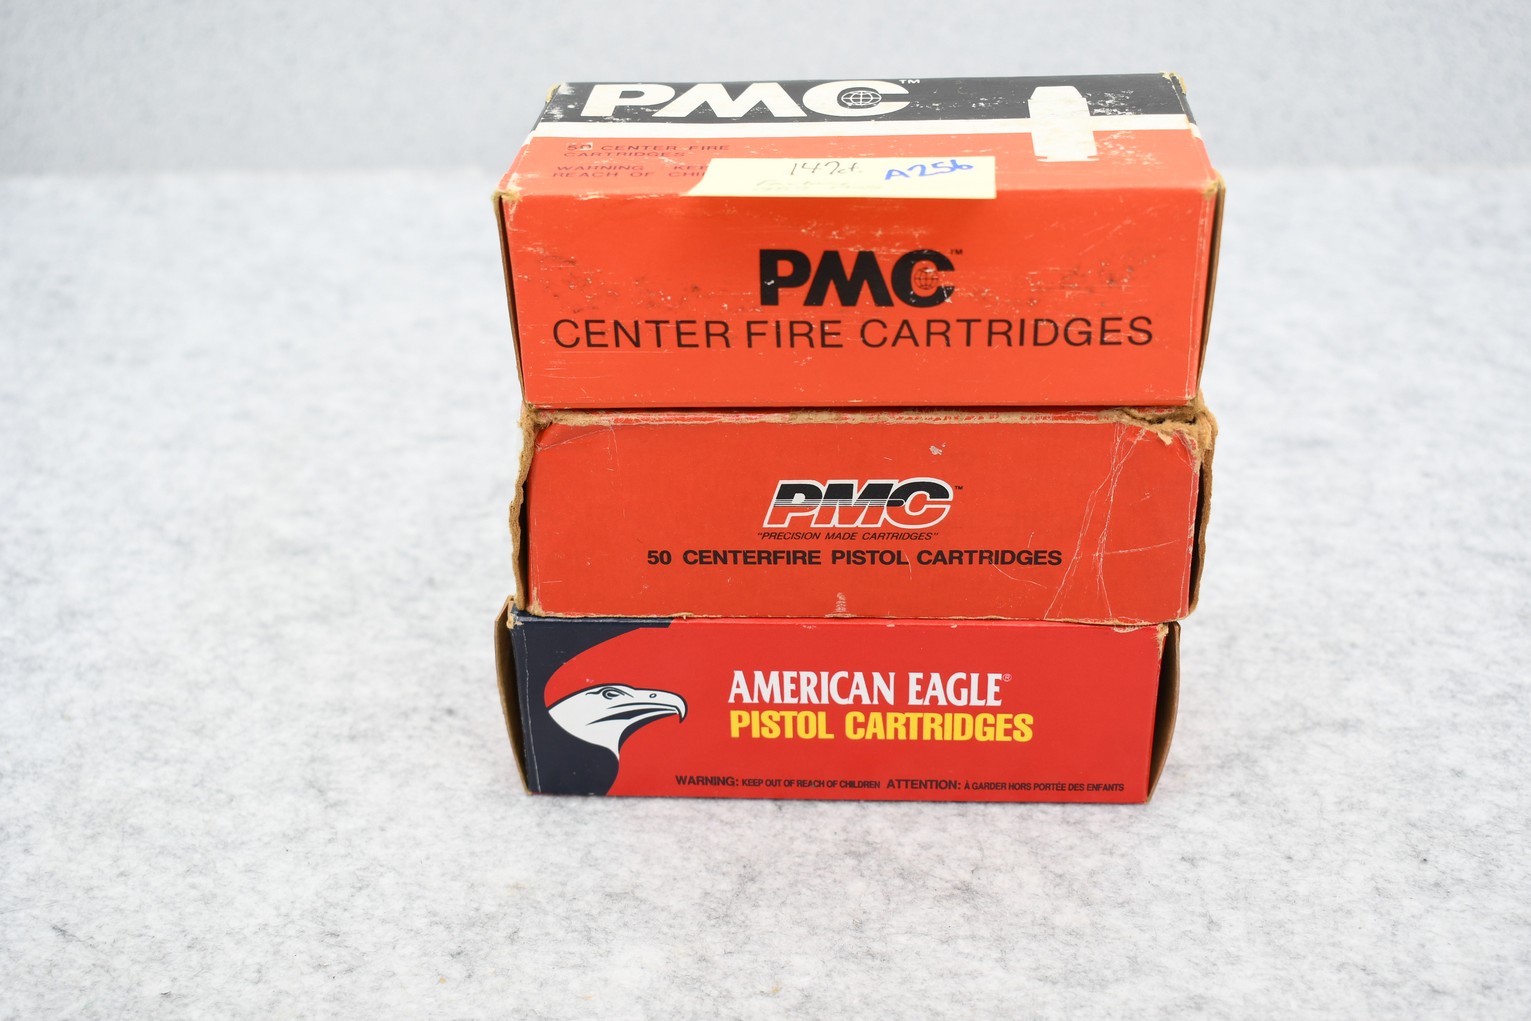 PMC™
50 CENTER FIRE
CARTRIDGES
WARNING KEE
REACH OF CHI
147ct. A256
PMC™
CENTER FIRE CARTRIDGES
PMC™
"PRECISION MADE CARTRIDGES"
50 CENTERFIRE PISTOL CARTRIDGES
AMERICAN EAGLE®
PISTOL CARTRIDGES
WARNING: KEEP OUT OF REACH OF CHILDREN ATTENTION: À GARDER HORS PORTÉE DES ENFANTS